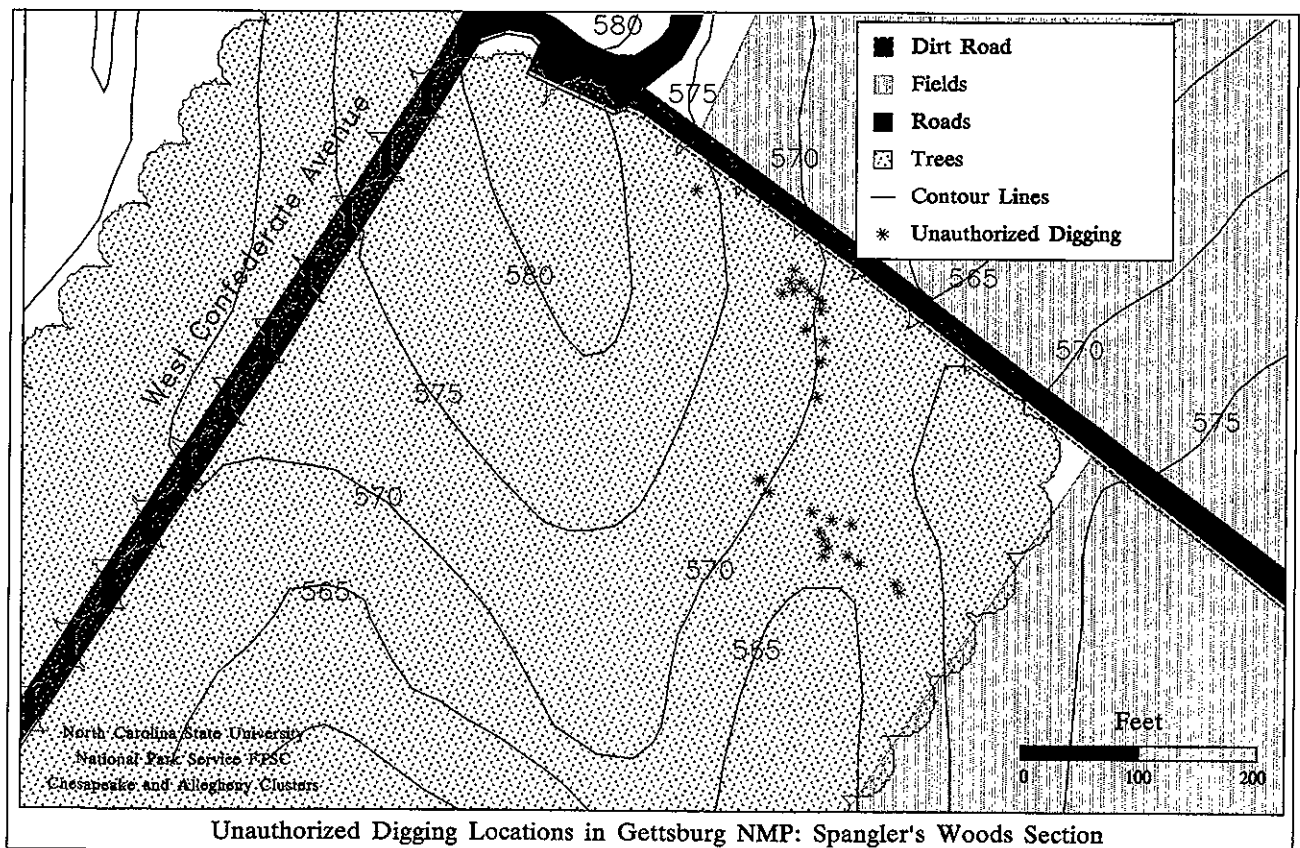 580
575
570
565
570
575
580
575
570
565
570
565
West Confederate Avenue
Dirt Road
Fields
Roads
Trees
Contour Lines
Unauthorized Digging
Feet
0 100 200
North Carolina State University
National Park Service
Chesapeake and Allegheny Clusters
Unauthorized Digging Locations in Gettsburg NMP: Spangler's Woods Section